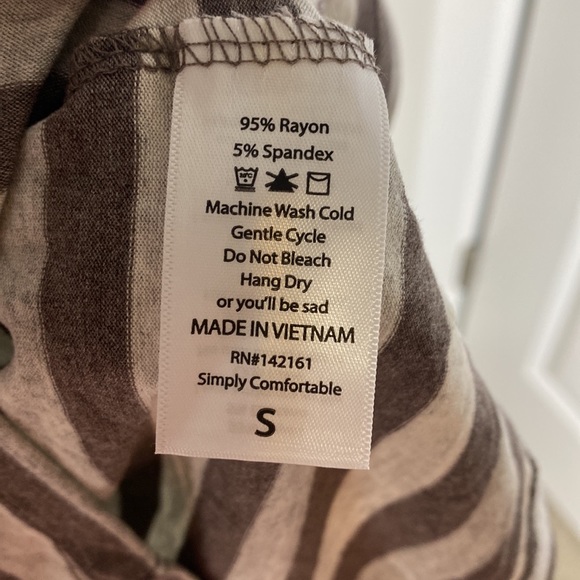 95% Rayon
5% Spandex
30°C
Machine Wash Cold
Gentle Cycle
Do Not Bleach
Hang Dry
or you'll be sad
MADE IN VIETNAM
RN#142161
Simply Comfortable
S